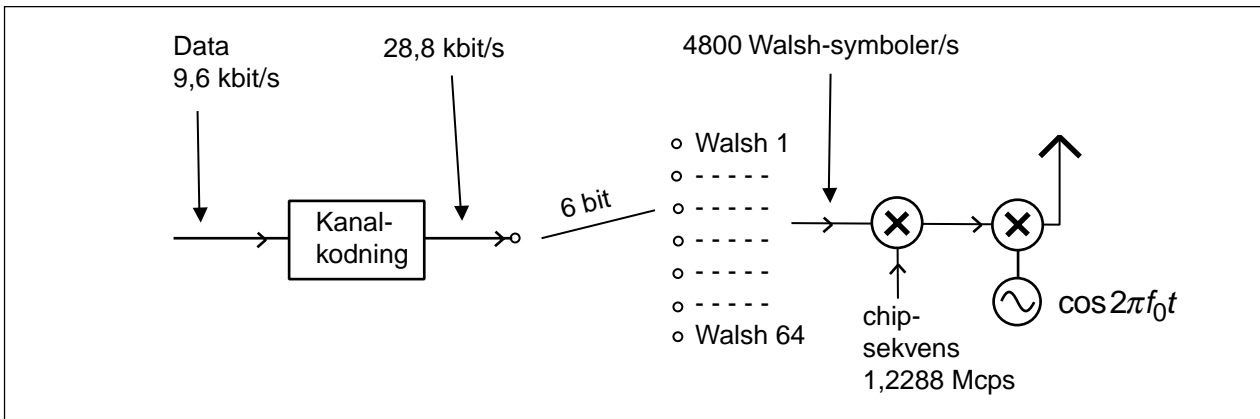 Data
9,6 kbit/s
28,8 kbit/s
4800 Walsh-symboler/s
Kanal-
kodning
6 bit
Walsh 1
- - - - -
- - - - -
- - - - -
- - - - -
- - - - -
Walsh 64
chip-
sekvens
1,2288 Mcps
cos 2πf₀t